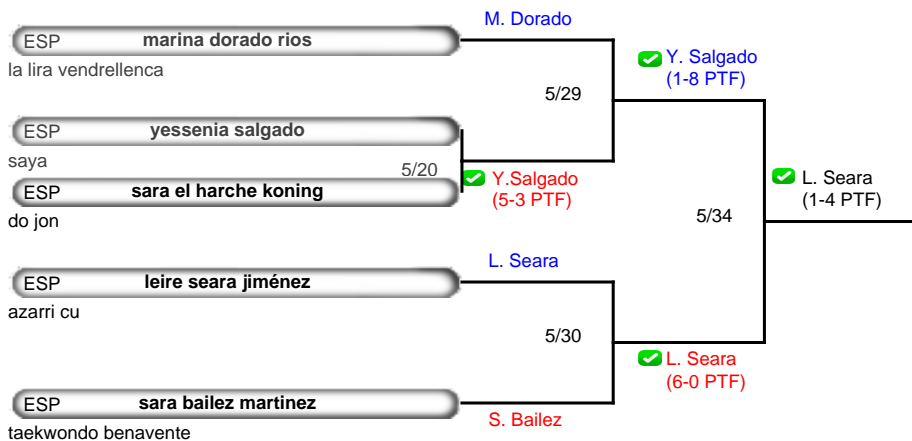 M. Dorado
ESP marina dorado rios
la lira vendrellenca
Y. Salgado
(1-8 PTF)
5/29
ESP yessenia salgado
saya
5/20
Y.Salgado
(5-3 PTF)
ESP sara el harche koning
do jon
L. Seara
(1-4 PTF)
5/34
L. Seara
ESP leire seara jiménez
azarri cu
5/30
L. Seara
(6-0 PTF)
ESP sara bailez martinez
S. Bailez
taekwondo benavente